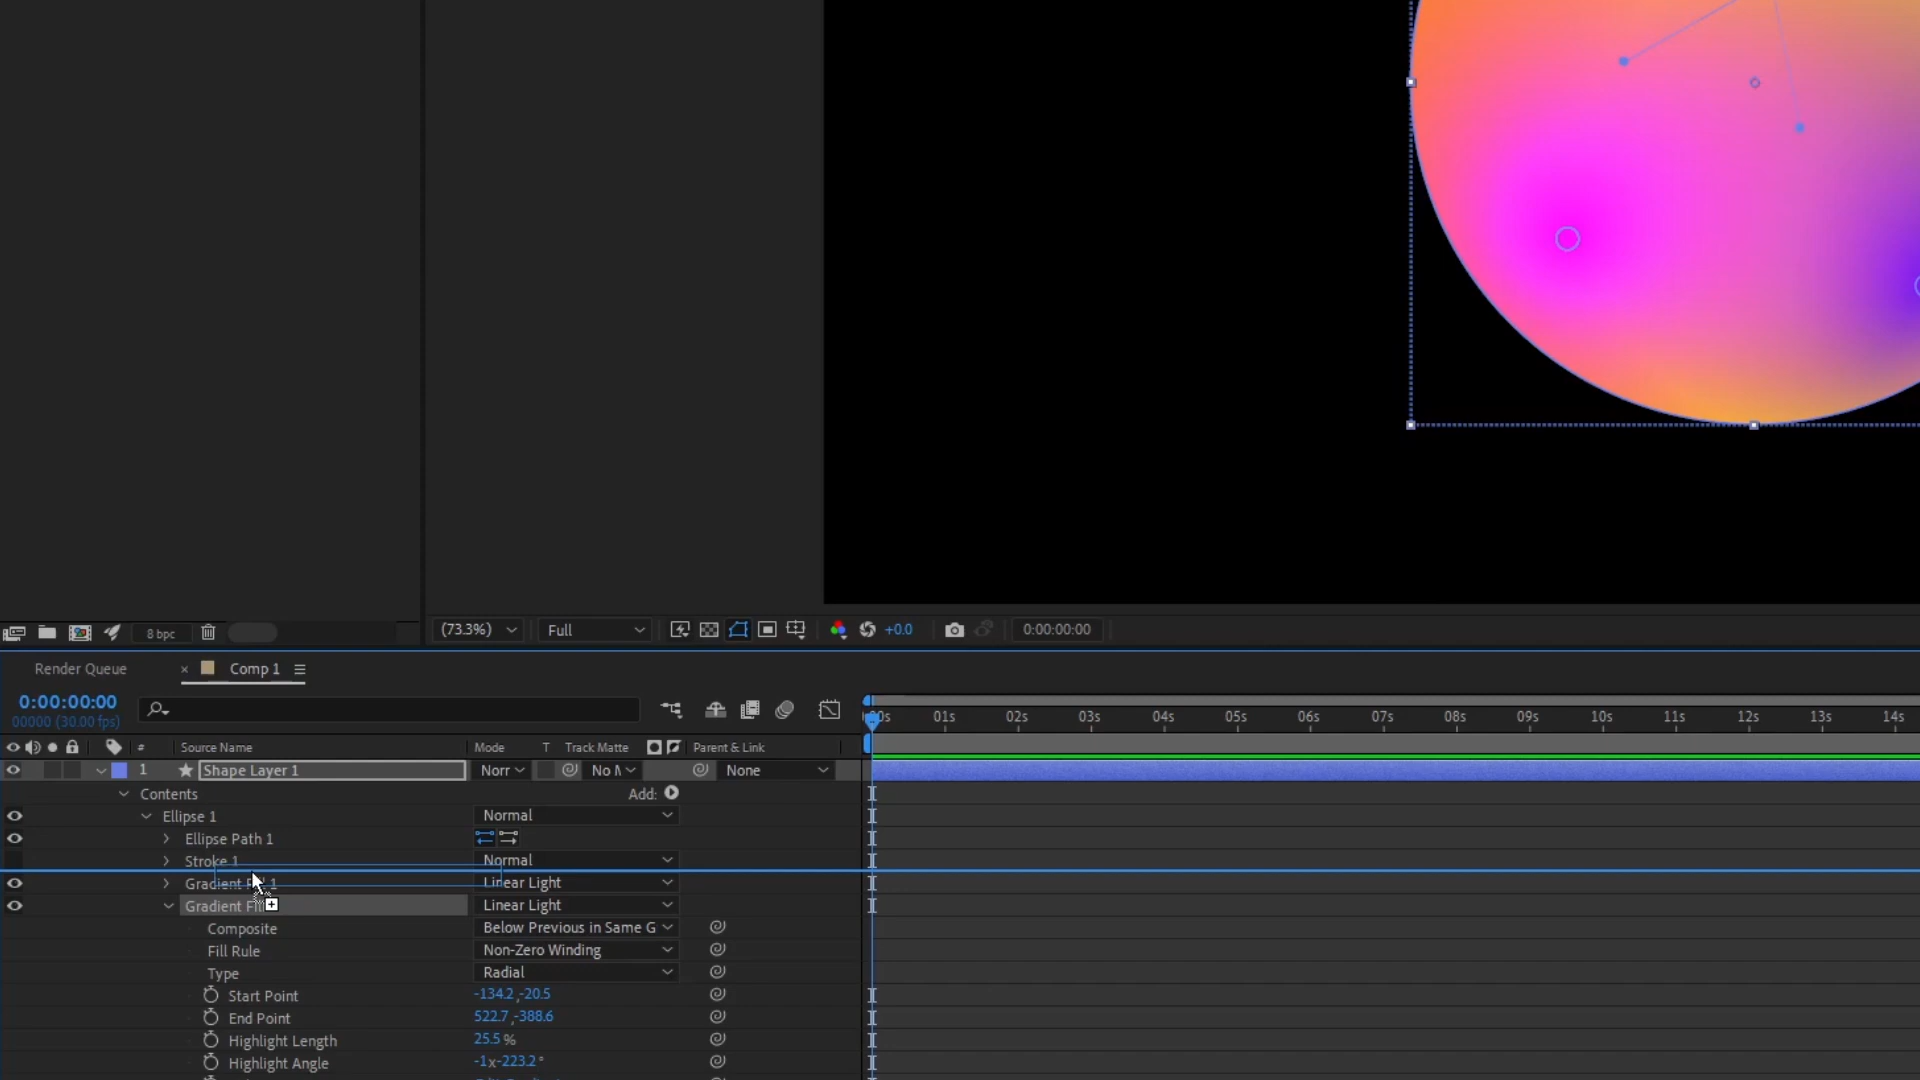 8 bpc
(73.3%)
Full
+0.0
0:00:00:00
Render Queue
× Comp 1
0:00:00:00
00000 (30.00 fps)
:00s 01s 02s 03s 04s 05s 06s 07s 08s 09s 10s 11s 12s 13s 14s
# Source Name Mode T Track Matte Parent & Link
1 Shape Layer 1 Norr No M None
Contents Add:
Ellipse 1 Normal
Ellipse Path 1
Stroke 1 Normal
Gradient 1 Linear Light
Gradient Fill Linear Light
Composite Below Previous in Same G
Fill Rule Non-Zero Winding
Type Radial
Start Point -134.2,-20.5
End Point 522.7,-388.6
Highlight Length 25.5 %
Highlight Angle -1x-223.2°